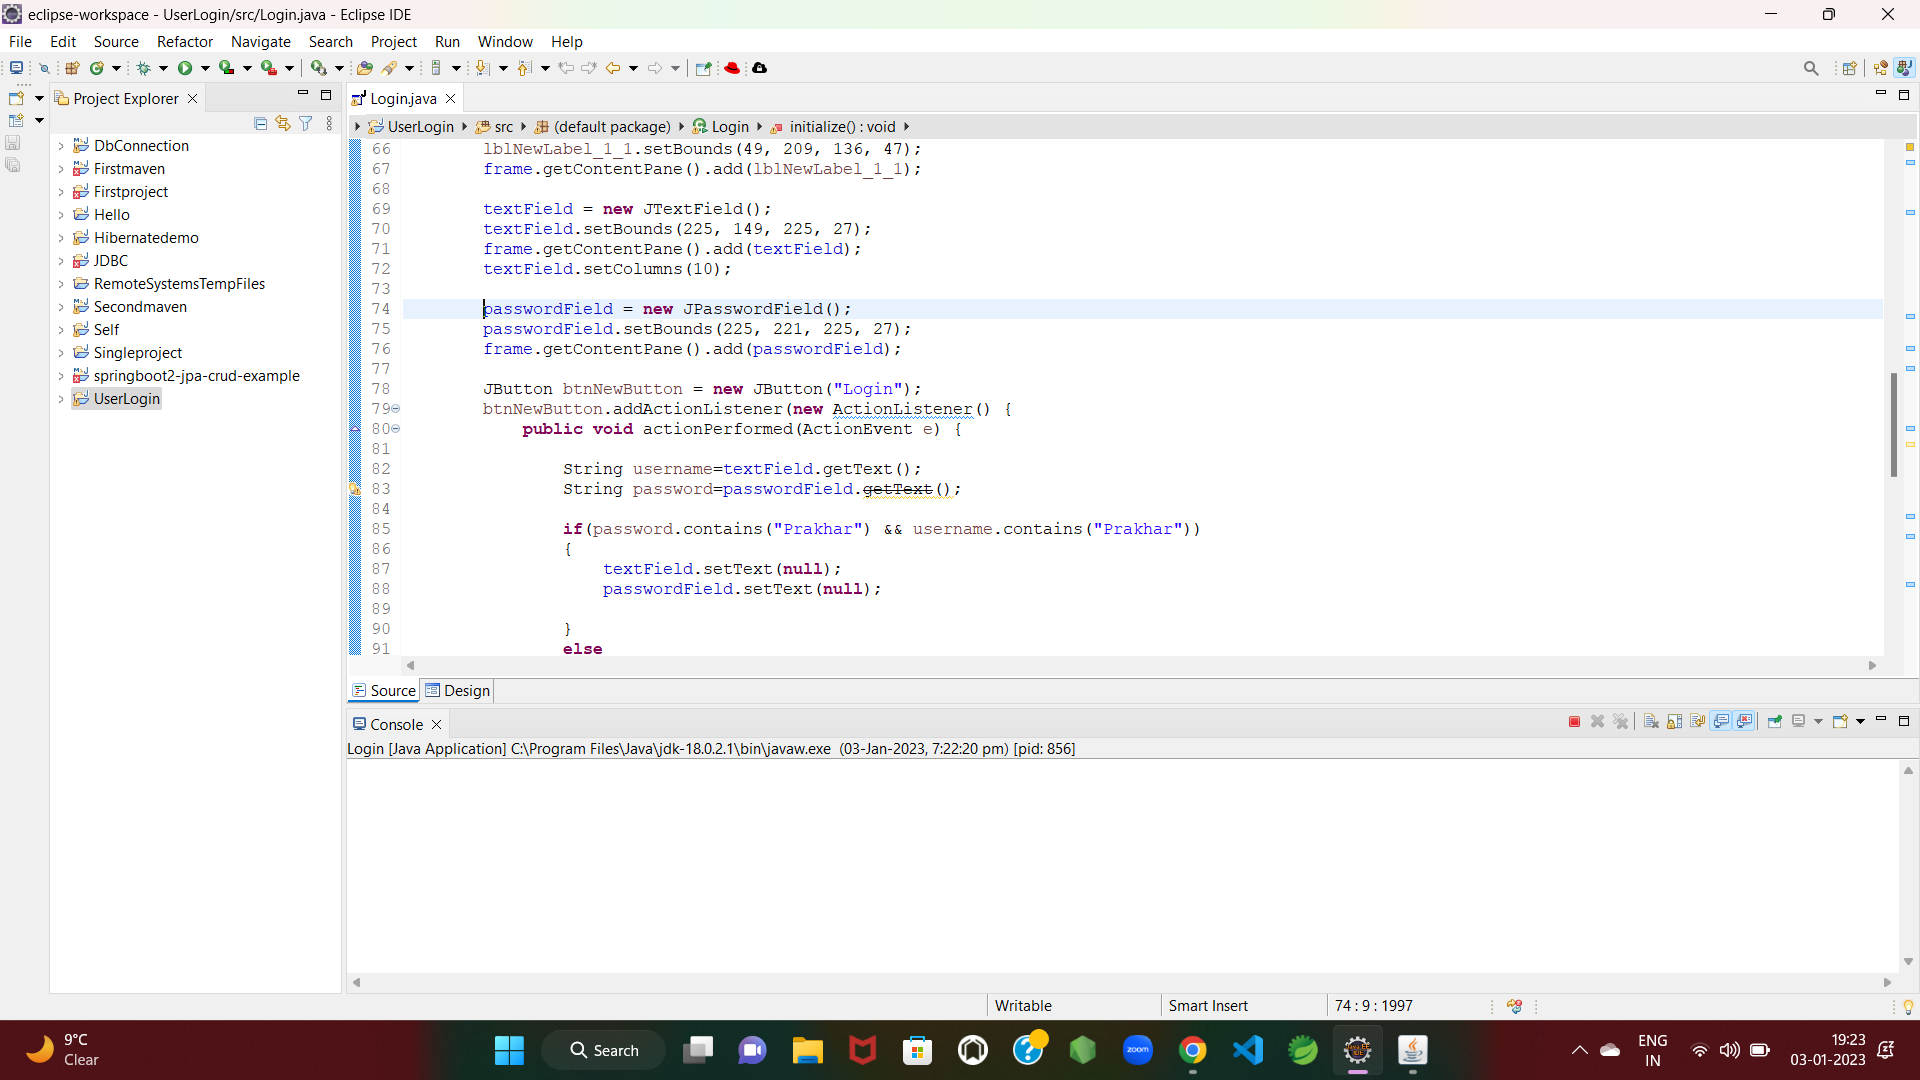 eclipse-workspace - UserLogin/src/Login.java - Eclipse IDE
File Edit Source Refactor Navigate Search Project Run Window Help
Project Explorer
DbConnection
Firstmaven
Firstproject
Hello
Hibernatedemo
JDBC
RemoteSystemsTempFiles
Secondmaven
Self
Singleproject
springboot2-jpa-crud-example
UserLogin
Login.java
UserLogin src (default package) Login initialize() : void
66 lblNewLabel_1_1.setBounds(49, 209, 136, 47);
67 frame.getContentPane().add(lblNewLabel_1_1);
68
69 textField = new JTextField();
70 textField.setBounds(225, 149, 225, 27);
71 frame.getContentPane().add(textField);
72 textField.setColumns(10);
73
74 passwordField = new JPasswordField();
75 passwordField.setBounds(225, 221, 225, 27);
76 frame.getContentPane().add(passwordField);
77
78 JButton btnNewButton = new JButton("Login");
79 btnNewButton.addActionListener(new ActionListener() {
80 public void actionPerformed(ActionEvent e) {
81
82 String username=textField.getText();
83 String password=passwordField.getText();
84
85 if(password.contains("Prakhar") && username.contains("Prakhar"))
86 {
87 textField.setText(null);
88 passwordField.setText(null);
89
90 }
91 else
Source Design
Console
Login [Java Application] C:\Program Files\Java\jdk-18.0.2.1\bin\javaw.exe (03-Jan-2023, 7:22:20 pm) [pid: 856]
Writable Smart Insert 74 : 9 : 1997
9°C
Clear
Search
zoom
ENG
IN
19:23
03-01-2023